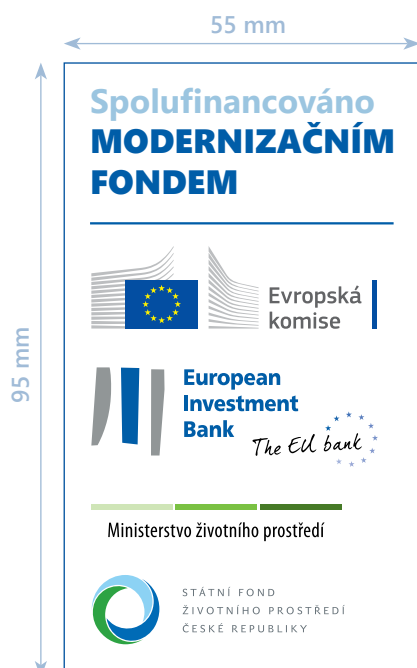 55 mm
95 mm
Spolufinancováno
MODERNIZAČNÍM
FONDEM
Evropská
komise
European
Investment
Bank
The EU bank
Ministerstvo životního prostředí
STÁTNÍ FOND
ŽIVOTNÍHO PROSTŘEDÍ
ČESKÉ REPUBLIKY